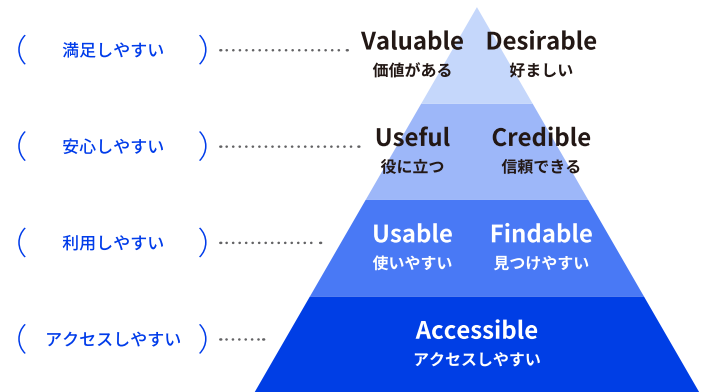 (満足しやすい) Valuable Desirable
価値がある 好ましい
(安心しやすい) Useful Credible
役に立つ 信頼できる
(利用しやすい) Usable Findable
使いやすい 見つけやすい
(アクセスしやすい) Accessible
アクセスしやすい